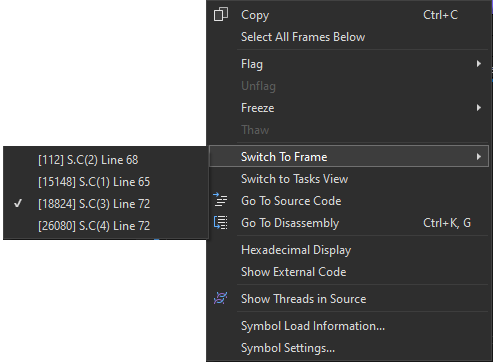 Copy Ctrl+C
Select All Frames Below
Flag
Unflag
Freeze
Thaw
Switch To Frame
[112] S.C(2) Line 68
[15148] S.C(1) Line 65
[18824] S.C(3) Line 72
[26080] S.C(4) Line 72
Switch to Tasks View
Go To Source Code
Go To Disassembly Ctrl+K, G
Hexadecimal Display
Show External Code
Show Threads in Source
Symbol Load Information...
Symbol Settings...